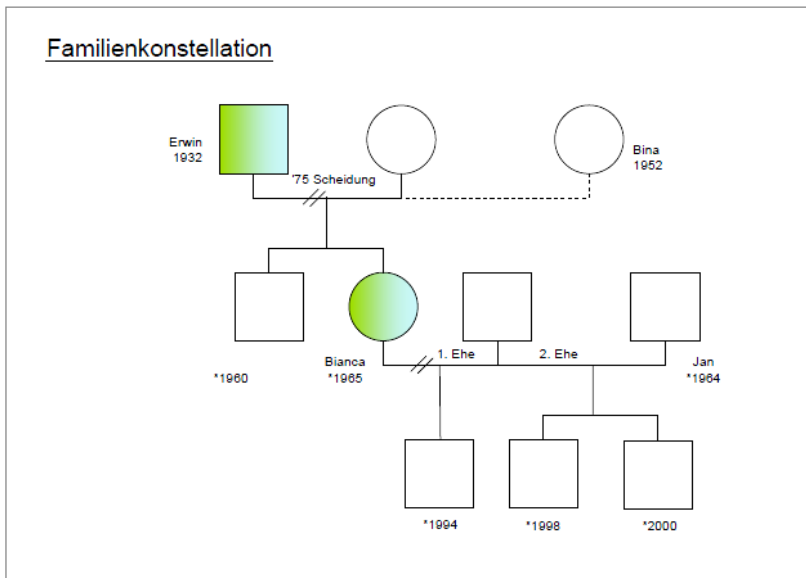 Familienkonstellation
Erwin
1932
'75 Scheidung
Bina
1952
*1960
Bianca
*1965
1. Ehe
2. Ehe
Jan
*1964
*1994
*1998
*2000